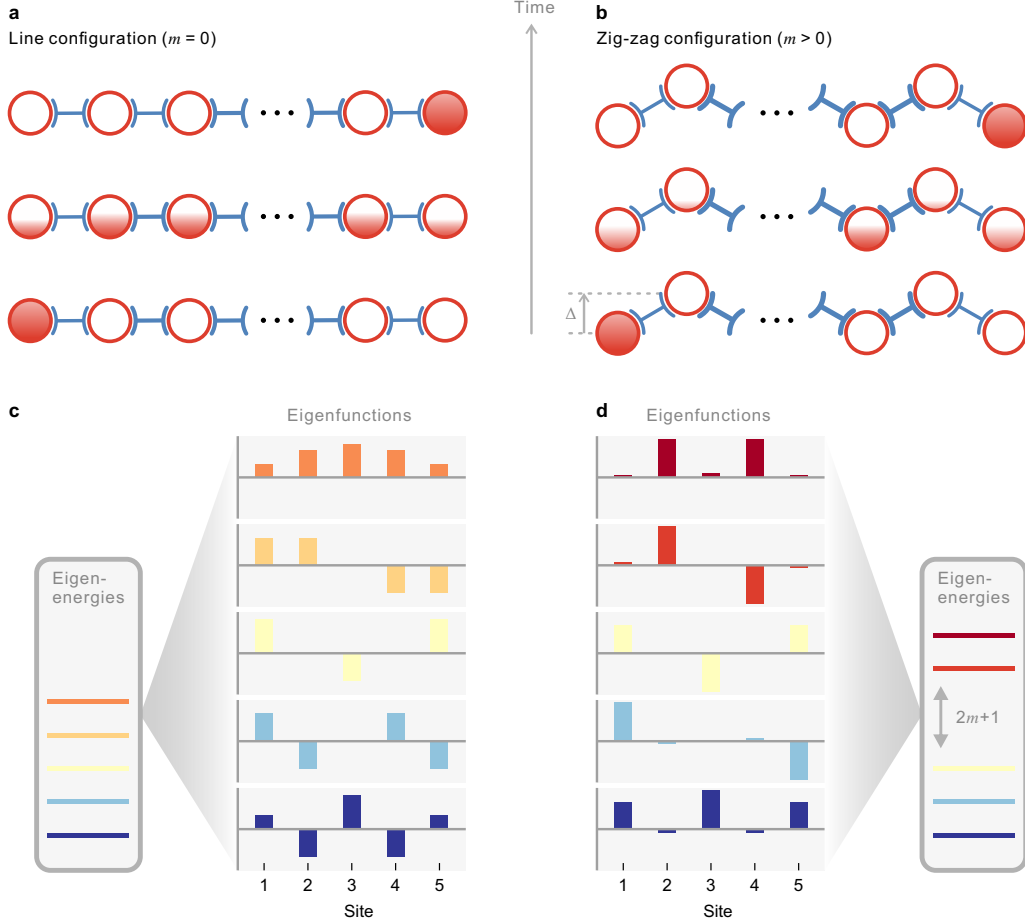 a
Line configuration (m = 0)
Time
b
Zig-zag configuration (m > 0)
Δ
c
Eigenfunctions
d
Eigenfunctions
Eigen-
energies
Eigen-
energies
2m+1
1 2 3 4 5
Site
1 2 3 4 5
Site